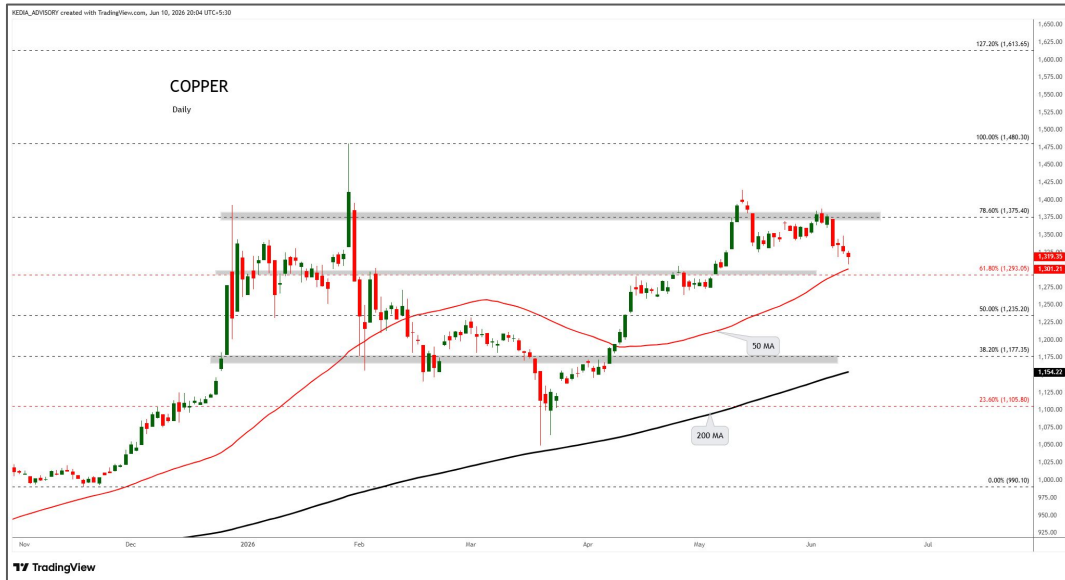 KEDIA_ADVISORY created with TradingView.com, Jun 10, 2026 20:04 UTC+5:30
COPPER
Daily
127.20% (1,613.65)
100.00% (1,480.30)
78.60% (1,375.40)
61.80% (1,293.05)
50.00% (1,235.20)
38.20% (1,177.35)
23.60% (1,105.80)
0.00% (990.10)
50 MA
200 MA
1,650.00
1,625.00
1,600.00
1,575.00
1,550.00
1,525.00
1,500.00
1,475.00
1,450.00
1,425.00
1,400.00
1,375.00
1,350.00
1,319.35
1,301.21
1,275.00
1,250.00
1,225.00
1,200.00
1,175.00
1,154.22
1,125.00
1,100.00
1,075.00
1,050.00
1,025.00
1,000.00
975.00
950.00
925.00
Nov
Dec
2026
Feb
Mar
Apr
May
Jun
Jul
TradingView